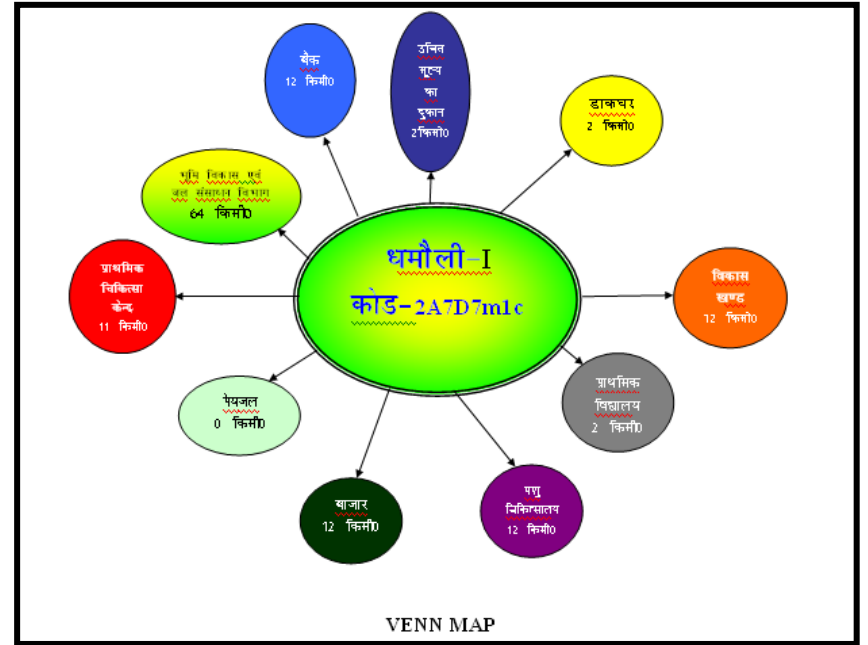 बैंक
12 किमी0
उचित
मूल्य
का
दुकान
2किमी0
डाकघर
2 किमी0
भूमि विकास एवं
जल संसाधन विभाग
64 किमी0
धमौली-I
कोड-2A7D7m1c
प्राथमिक
चिकित्सा
केन्द्र
11 किमी0
विकास
खण्ड
12 किमी0
पेयजल
0 किमी0
प्राथमिक
विद्यालय
2 किमी0
बाजार
12 किमी0
पशु
चिकित्सालय
12 किमी0
VENN MAP